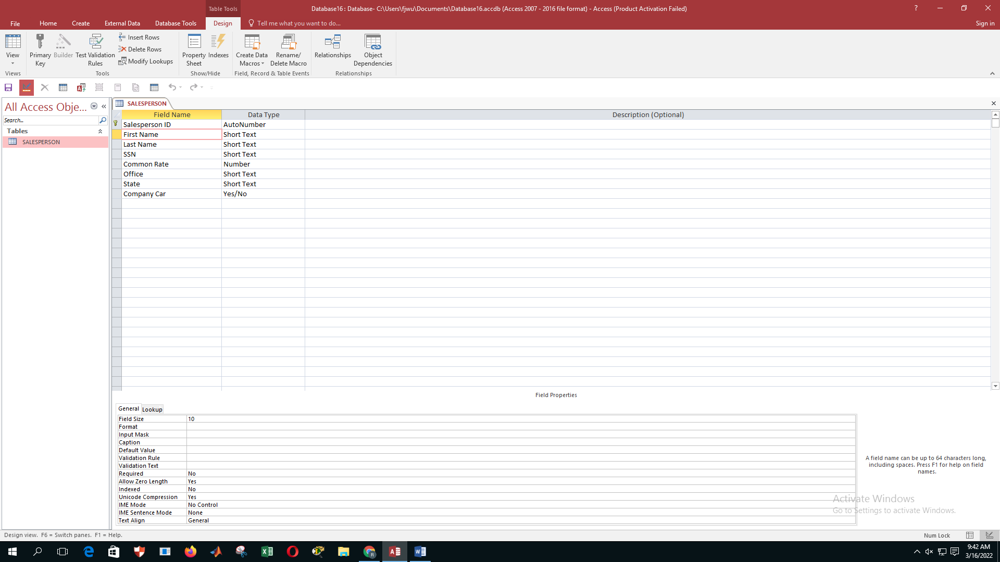 Table Tools
Database16 : Database- C:\Users\fjwu\Documents\Database16.accdb (Access 2007 - 2016 file format) - Access (Product Activation Failed)
?
File
Home
Create
External Data
Database Tools
Design
Tell me what you want to do...
Sign in
View
Primary Key
Builder
Test Validation Rules
Insert Rows
Delete Rows
Modify Lookups
Property Sheet
Indexes
Create Data Macros
Rename/ Delete Macro
Relationships
Object Dependencies
Views
Tools
Show/Hide
Field, Record & Table Events
Relationships
All Access Obje...
«
Search...
Tables
SALESPERSON
SALESPERSON
Field Name Data Type Description (Optional)
Salesperson ID AutoNumber
First Name Short Text
Last Name Short Text
SSN Short Text
Common Rate Number
Office Short Text
State Short Text
Company Car Yes/No
Field Properties
General Lookup
Field Size 10
Format
Input Mask
Caption
Default Value
Validation Rule
Validation Text
Required No
Allow Zero Length Yes
Indexed No
Unicode Compression Yes
IME Mode No Control
IME Sentence Mode None
Text Align General
A field name can be up to 64 characters long,
including spaces. Press F1 for help on field
names.
Activate Windows
Go to Settings to activate Windows.
Design view.  F6 = Switch panes.  F1 = Help.
Num Lock
9:42 AM
3/16/2022